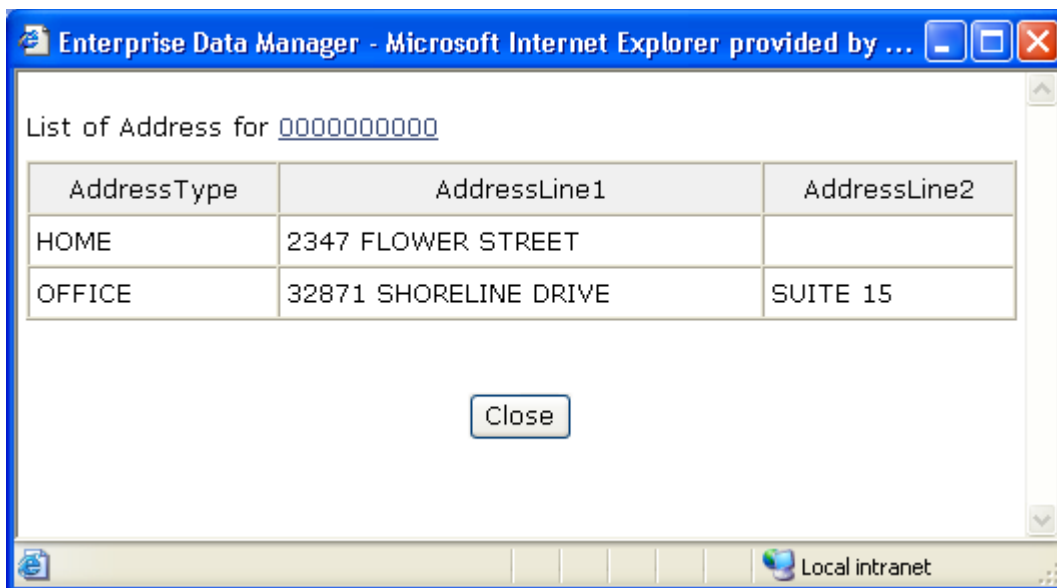 Enterprise Data Manager - Microsoft Internet Explorer provided by ...
List of Address for 0000000000
AddressType AddressLine1 AddressLine2
HOME 2347 FLOWER STREET
OFFICE 32871 SHORELINE DRIVE SUITE 15
Close
Local intranet